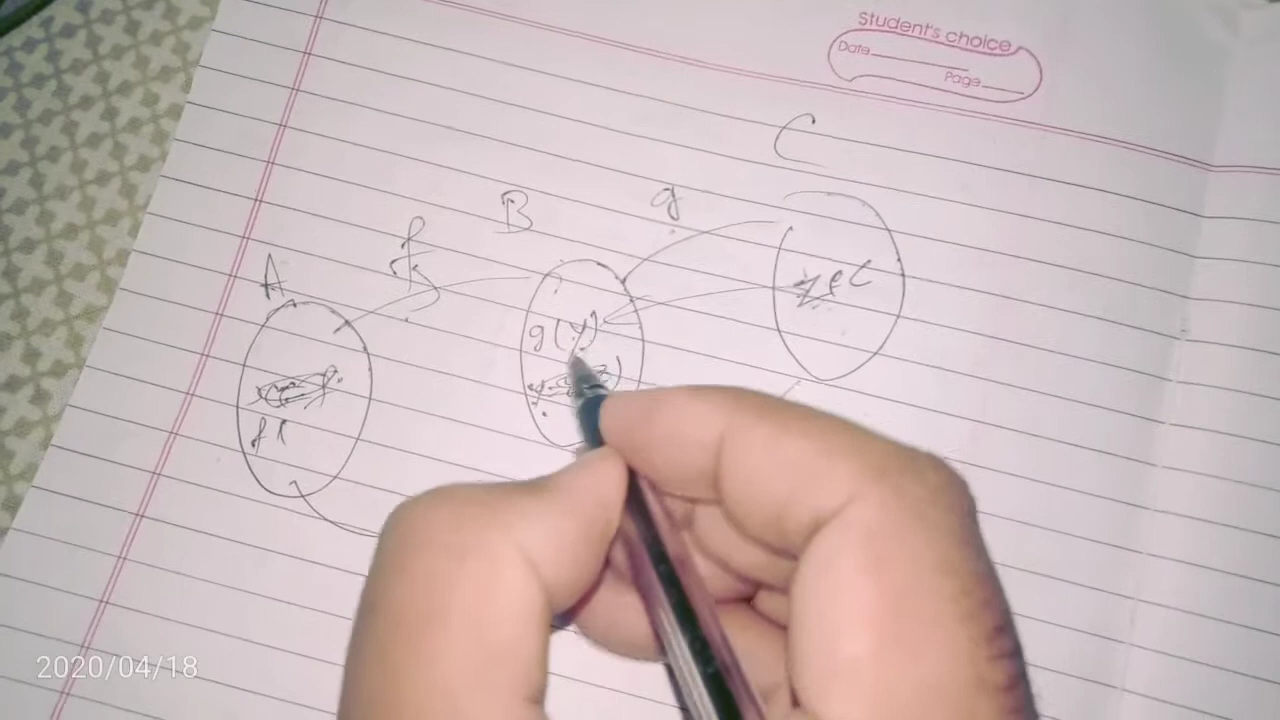 Student's choice
Date
Page
C
g
B
f
A
z ∈ C
g(y)
2020/04/18